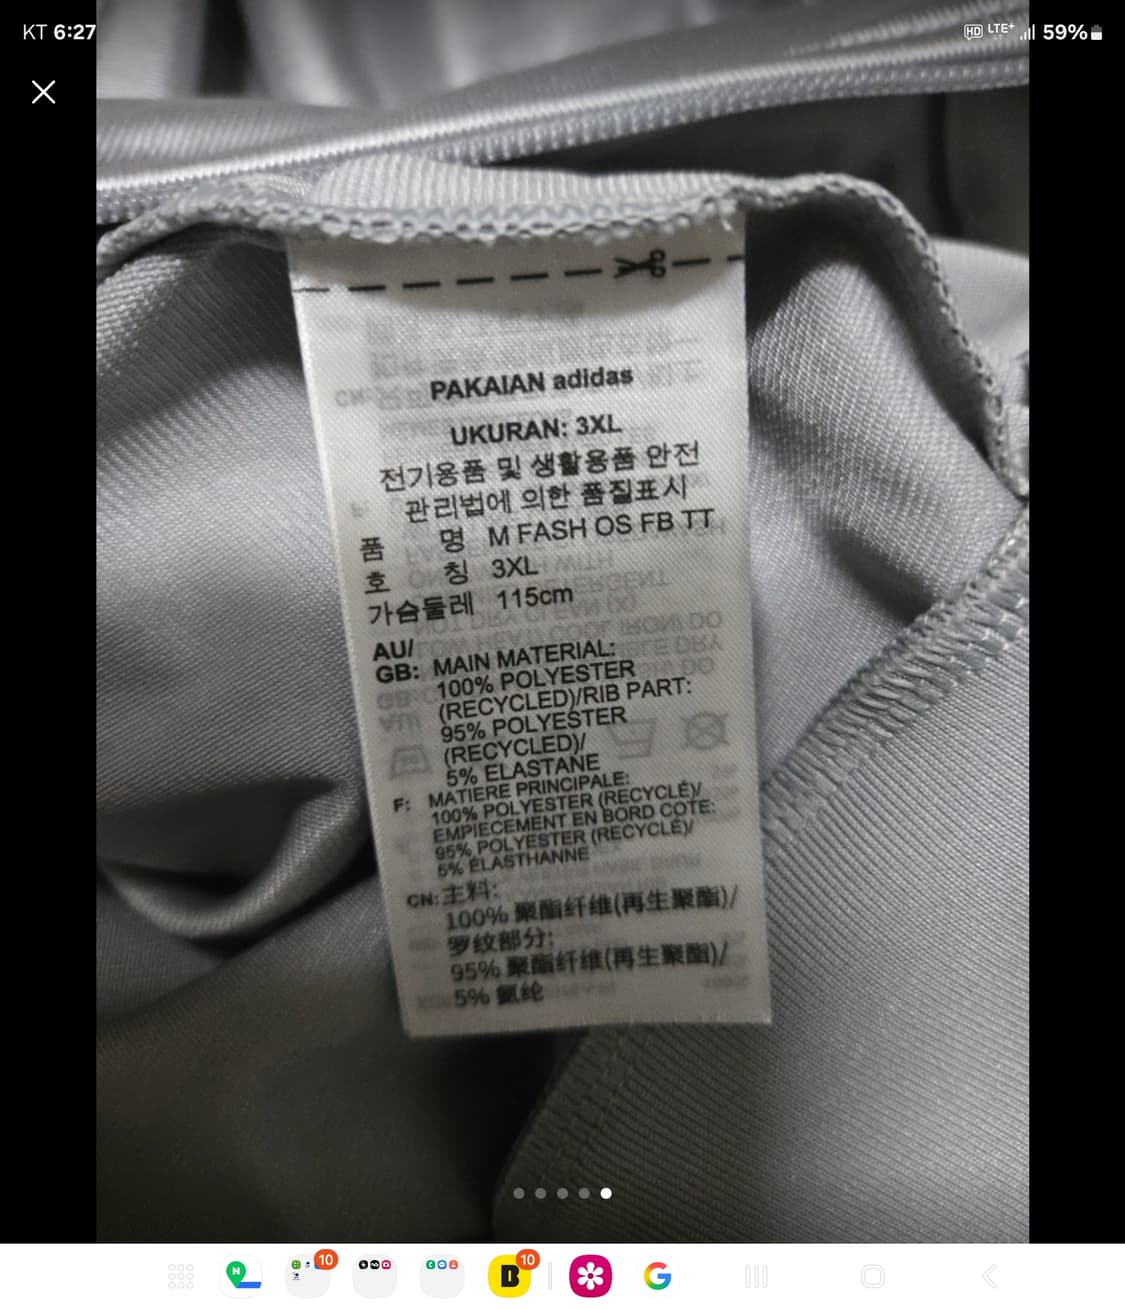 KT 6:27
HD LTE+ 59%
PAKAIAN adidas
UKURAN: 3XL
전기용품 및 생활용품 안전
관리법에 의한 품질표시
품 명 M FASH OS FB TT
호 칭 3XL
가슴둘레 115cm
AU/
GB: MAIN MATERIAL:
100% POLYESTER
(RECYCLED)/RIB PART:
95% POLYESTER
(RECYCLED)/
5% ELASTANE
F: MATIERE PRINCIPALE:
100% POLYESTER (RECYCLÉ)/
EMPIECEMENT EN BORD COTE:
95% POLYESTER (RECYCLÉ)/
5% ÉLASTHANNE
CN: 主料:
100% 聚酯纤维(再生聚酯)/
罗纹部分:
95% 聚酯纤维(再生聚酯)/
5% 氨纶
N 10 B 10 G